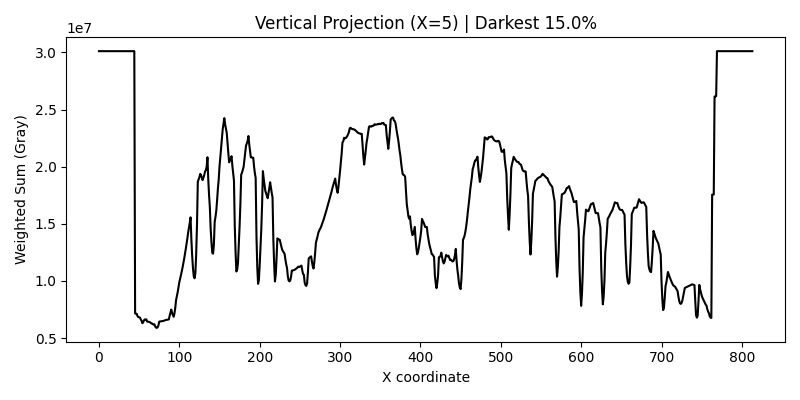 Vertical Projection (X=5) | Darkest 15.0%
1e7
3.0
2.5
2.0
1.5
1.0
0.5
Weighted Sum (Gray)
0 100 200 300 400 500 600 700 800
X coordinate